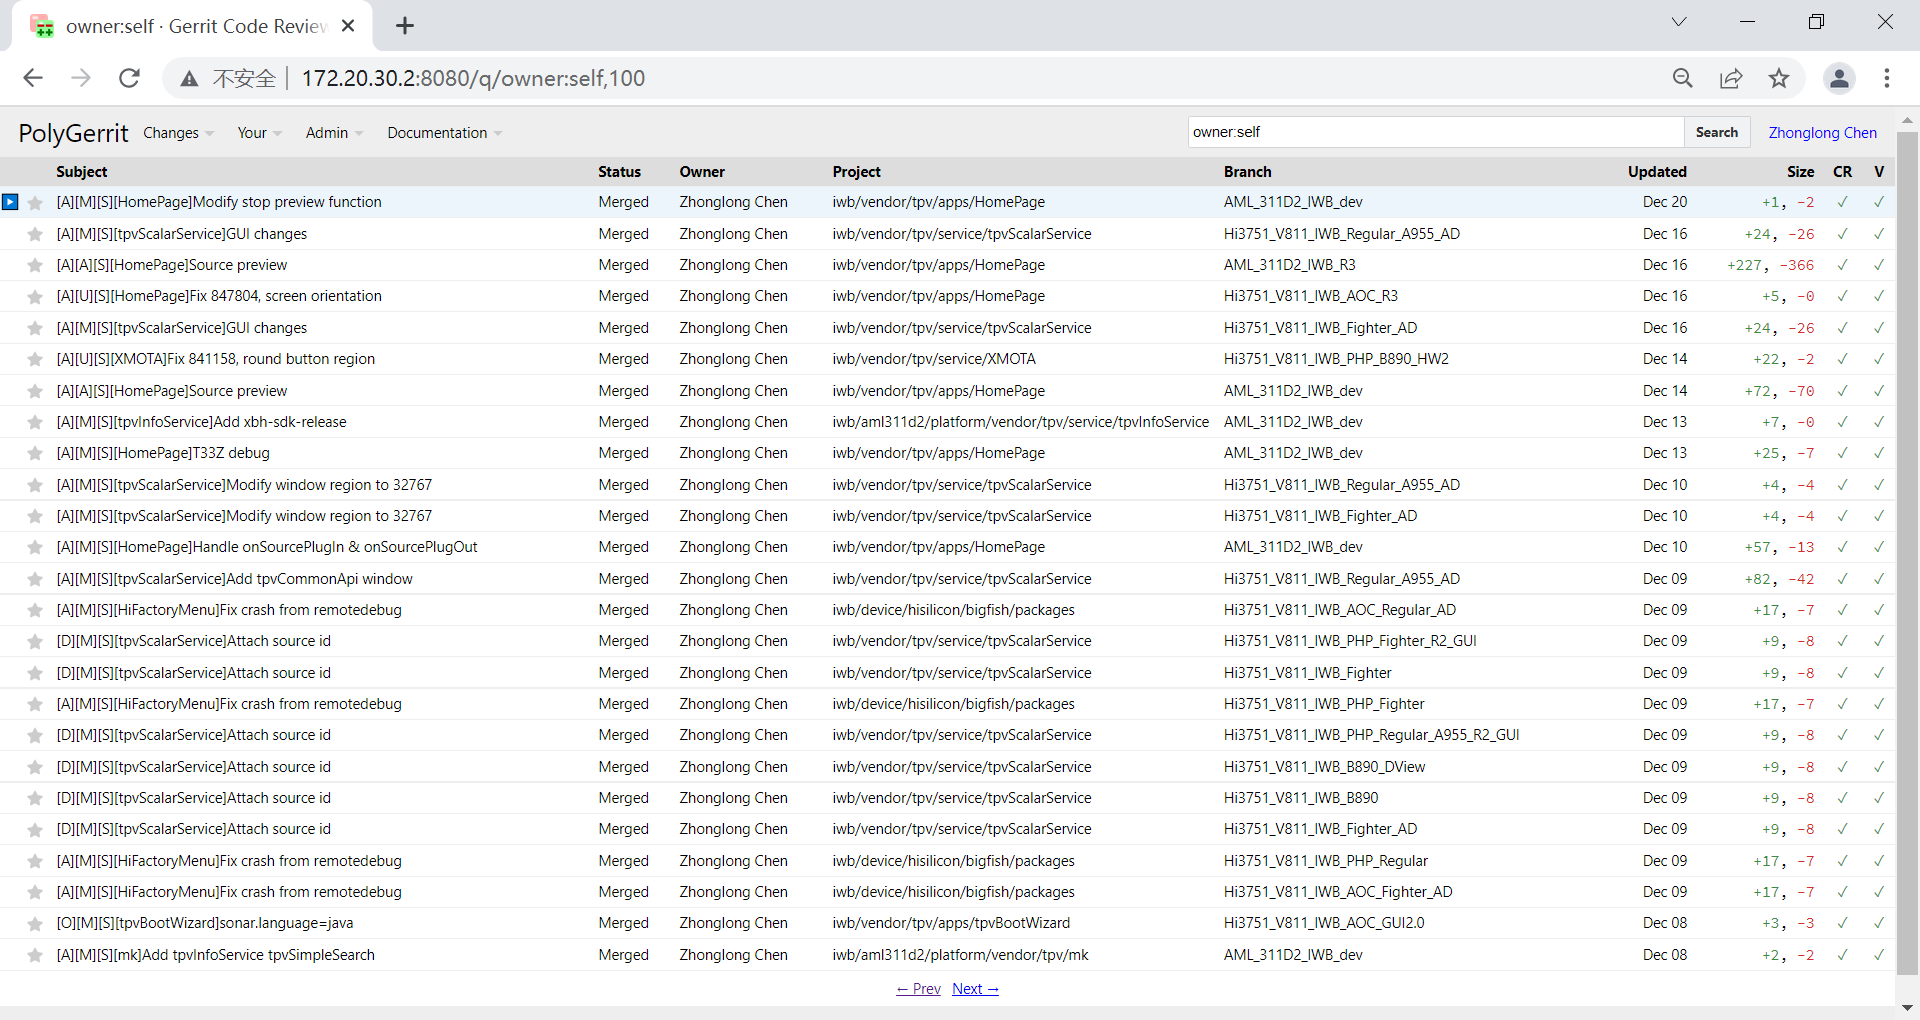 owner:self · Gerrit Code Review
不安全 172.20.30.2:8080/q/owner:self,100
PolyGerrit Changes Your Admin Documentation owner:self Search Zhonglong Chen
Subject Status Owner Project Branch Updated Size CR V
[A][M][S][HomePage]Modify stop preview function Merged Zhonglong Chen iwb/vendor/tpv/apps/HomePage AML_311D2_IWB_dev Dec 20 +1, -2 ✓ ✓
[A][M][S][tpvScalarService]GUI changes Merged Zhonglong Chen iwb/vendor/tpv/service/tpvScalarService Hi3751_V811_IWB_Regular_A955_AD Dec 16 +24, -26 ✓ ✓
[A][A][S][HomePage]Source preview Merged Zhonglong Chen iwb/vendor/tpv/apps/HomePage AML_311D2_IWB_R3 Dec 16 +227, -366 ✓ ✓
[A][U][S][HomePage]Fix 847804, screen orientation Merged Zhonglong Chen iwb/vendor/tpv/apps/HomePage Hi3751_V811_IWB_AOC_R3 Dec 16 +5, -0 ✓ ✓
[A][M][S][tpvScalarService]GUI changes Merged Zhonglong Chen iwb/vendor/tpv/service/tpvScalarService Hi3751_V811_IWB_Fighter_AD Dec 16 +24, -26 ✓ ✓
[A][U][S][XMOTA]Fix 841158, round button region Merged Zhonglong Chen iwb/vendor/tpv/service/XMOTA Hi3751_V811_IWB_PHP_B890_HW2 Dec 14 +22, -2 ✓ ✓
[A][A][S][HomePage]Source preview Merged Zhonglong Chen iwb/vendor/tpv/apps/HomePage AML_311D2_IWB_dev Dec 14 +72, -70 ✓ ✓
[A][M][S][tpvInfoService]Add xbh-sdk-release Merged Zhonglong Chen iwb/aml311d2/platform/vendor/tpv/service/tpvInfoService AML_311D2_IWB_dev Dec 13 +7, -0 ✓ ✓
[A][M][S][HomePage]T33Z debug Merged Zhonglong Chen iwb/vendor/tpv/apps/HomePage AML_311D2_IWB_dev Dec 13 +25, -7 ✓ ✓
[A][M][S][tpvScalarService]Modify window region to 32767 Merged Zhonglong Chen iwb/vendor/tpv/service/tpvScalarService Hi3751_V811_IWB_Regular_A955_AD Dec 10 +4, -4 ✓ ✓
[A][M][S][tpvScalarService]Modify window region to 32767 Merged Zhonglong Chen iwb/vendor/tpv/service/tpvScalarService Hi3751_V811_IWB_Fighter_AD Dec 10 +4, -4 ✓ ✓
[A][M][S][HomePage]Handle onSourcePlugIn & onSourcePlugOut Merged Zhonglong Chen iwb/vendor/tpv/apps/HomePage AML_311D2_IWB_dev Dec 10 +57, -13 ✓ ✓
[A][M][S][tpvScalarService]Add tpvCommonApi window Merged Zhonglong Chen iwb/vendor/tpv/service/tpvScalarService Hi3751_V811_IWB_Regular_A955_AD Dec 09 +82, -42 ✓ ✓
[A][M][S][HiFactoryMenu]Fix crash from remotedebug Merged Zhonglong Chen iwb/device/hisilicon/bigfish/packages Hi3751_V811_IWB_AOC_Regular_AD Dec 09 +17, -7 ✓ ✓
[D][M][S][tpvScalarService]Attach source id Merged Zhonglong Chen iwb/vendor/tpv/service/tpvScalarService Hi3751_V811_IWB_PHP_Fighter_R2_GUI Dec 09 +9, -8 ✓ ✓
[D][M][S][tpvScalarService]Attach source id Merged Zhonglong Chen iwb/vendor/tpv/service/tpvScalarService Hi3751_V811_IWB_Fighter Dec 09 +9, -8 ✓ ✓
[A][M][S][HiFactoryMenu]Fix crash from remotedebug Merged Zhonglong Chen iwb/device/hisilicon/bigfish/packages Hi3751_V811_IWB_PHP_Fighter Dec 09 +17, -7 ✓ ✓
[D][M][S][tpvScalarService]Attach source id Merged Zhonglong Chen iwb/vendor/tpv/service/tpvScalarService Hi3751_V811_IWB_PHP_Regular_A955_R2_GUI Dec 09 +9, -8 ✓ ✓
[D][M][S][tpvScalarService]Attach source id Merged Zhonglong Chen iwb/vendor/tpv/service/tpvScalarService Hi3751_V811_IWB_B890_DView Dec 09 +9, -8 ✓ ✓
[D][M][S][tpvScalarService]Attach source id Merged Zhonglong Chen iwb/vendor/tpv/service/tpvScalarService Hi3751_V811_IWB_B890 Dec 09 +9, -8 ✓ ✓
[D][M][S][tpvScalarService]Attach source id Merged Zhonglong Chen iwb/vendor/tpv/service/tpvScalarService Hi3751_V811_IWB_Fighter_AD Dec 09 +9, -8 ✓ ✓
[A][M][S][HiFactoryMenu]Fix crash from remotedebug Merged Zhonglong Chen iwb/device/hisilicon/bigfish/packages Hi3751_V811_IWB_PHP_Regular Dec 09 +17, -7 ✓ ✓
[A][M][S][HiFactoryMenu]Fix crash from remotedebug Merged Zhonglong Chen iwb/device/hisilicon/bigfish/packages Hi3751_V811_IWB_AOC_Fighter_AD Dec 09 +17, -7 ✓ ✓
[O][M][S][tpvBootWizard]sonar.language=java Merged Zhonglong Chen iwb/vendor/tpv/apps/tpvBootWizard Hi3751_V811_IWB_AOC_GUI2.0 Dec 08 +3, -3 ✓ ✓
[A][M][S][mk]Add tpvInfoService tpvSimpleSearch Merged Zhonglong Chen iwb/aml311d2/platform/vendor/tpv/mk AML_311D2_IWB_dev Dec 08 +2, -2 ✓ ✓
← Prev Next →